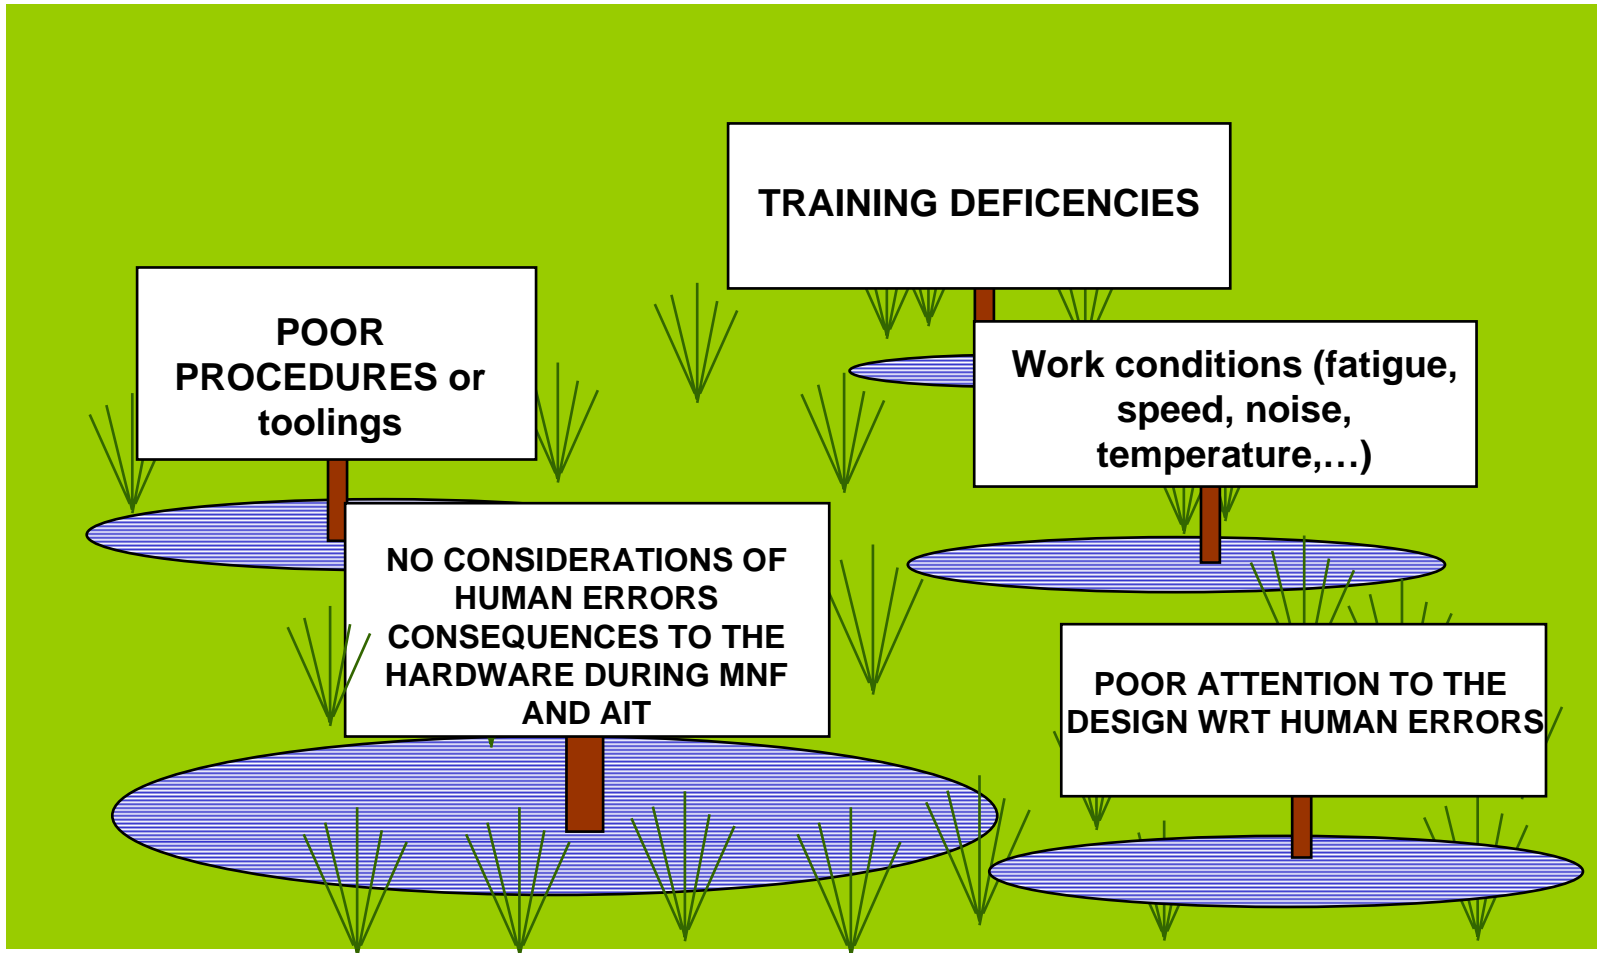 TRAINING DEFICENCIES
POOR
PROCEDURES or
toolings
Work conditions (fatigue,
speed, noise,
temperature,…)
NO CONSIDERATIONS OF
HUMAN ERRORS
CONSEQUENCES TO THE
HARDWARE DURING MNF
AND AIT
POOR ATTENTION TO THE
DESIGN WRT HUMAN ERRORS